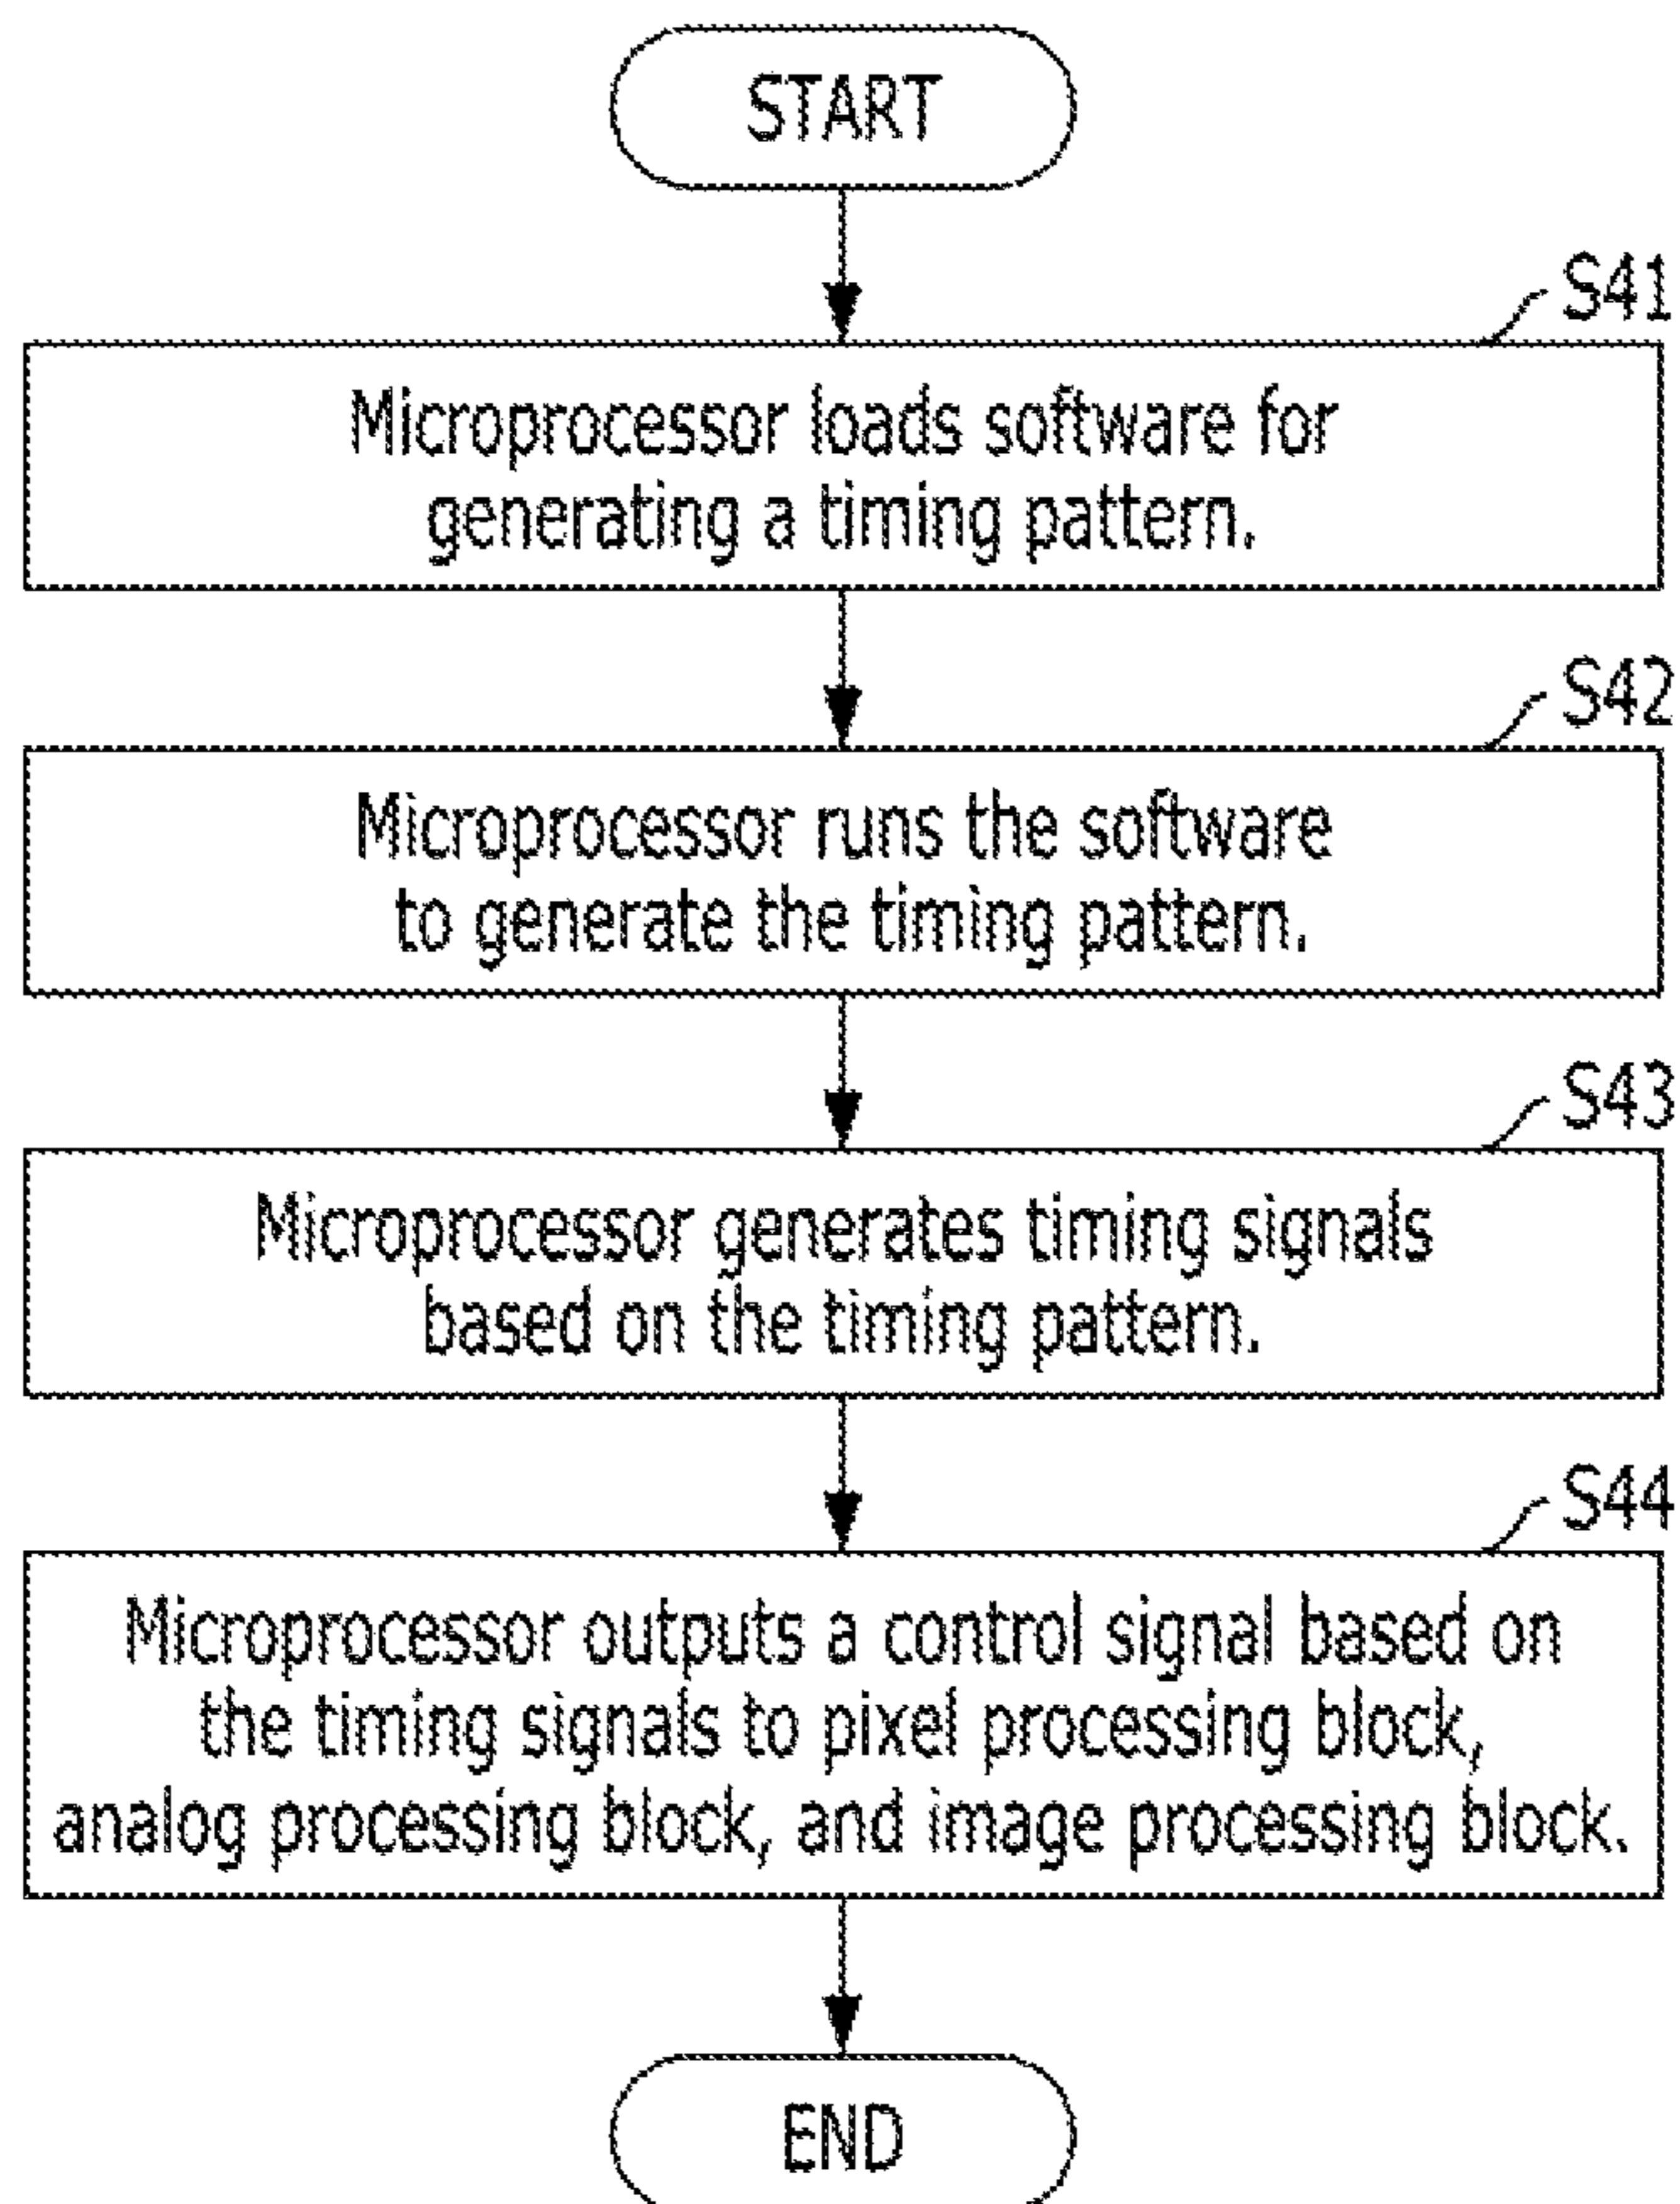 START
S41
Microprocessor loads software for
generating a timing pattern.
S42
Microprocessor runs the software
to generate the timing pattern.
S43
Microprocessor generates timing signals
based on the timing pattern.
S44
Microprocessor outputs a control signal based on
the timing signals to pixel processing block,
analog processing block, and image processing block.
END